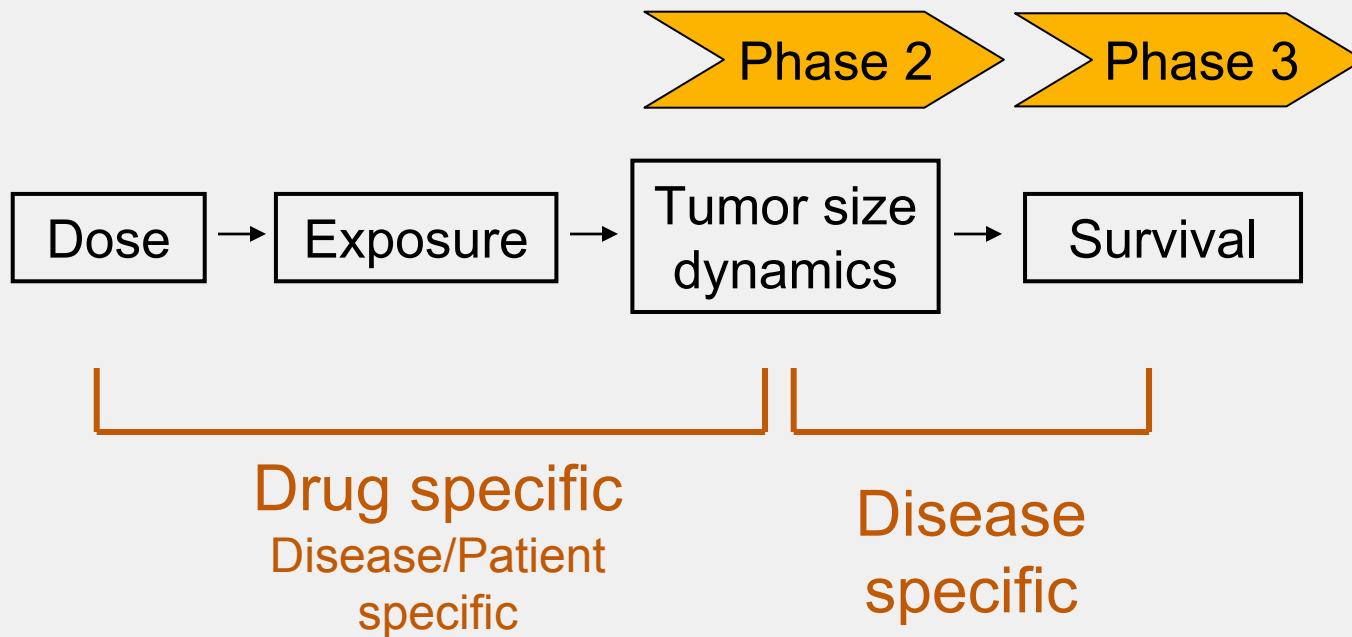 Phase 2
Phase 3
Dose
Exposure
Tumor size
dynamics
Survival
Drug specific
Disease/Patient
specific
Disease
specific